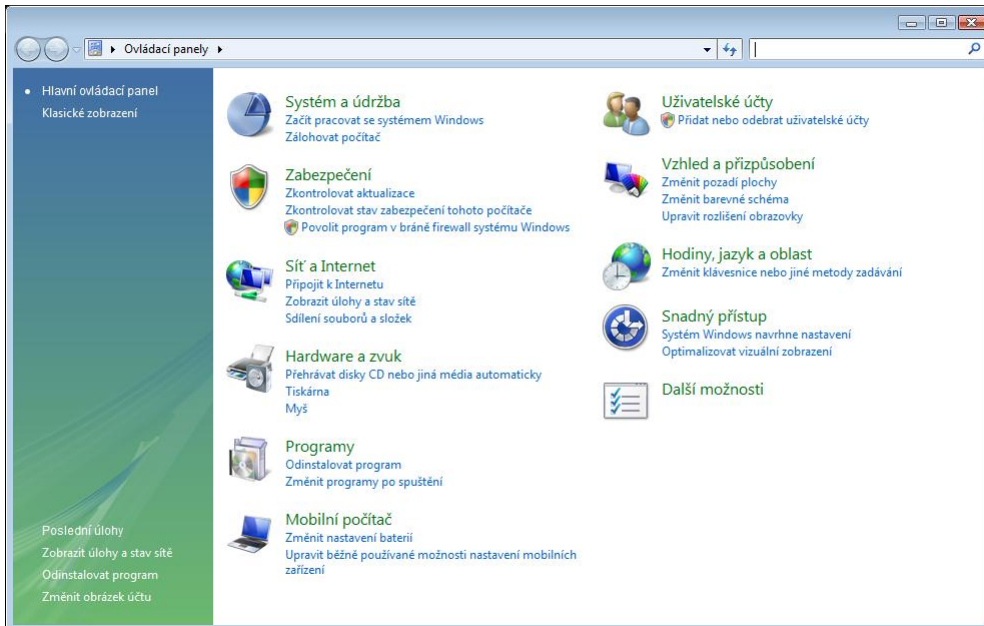 Ovládací panely
Hlavní ovládací panel
Klasické zobrazení
Poslední úlohy
Zobrazit úlohy a stav sítě
Odinstalovat program
Změnit obrázek účtu
Systém a údržba
Začít pracovat se systémem Windows
Zálohovat počítač
Zabezpečení
Zkontrolovat aktualizace
Zkontrolovat stav zabezpečení tohoto počítače
Povolit program v bráně firewall systému Windows
Síť a Internet
Připojit k Internetu
Zobrazit úlohy a stav sítě
Sdílení souborů a složek
Hardware a zvuk
Přehrávat disky CD nebo jiná média automaticky
Tiskárna
Myš
Programy
Odinstalovat program
Změnit programy po spuštění
Mobilní počítač
Změnit nastavení baterií
Upravit běžně používané možnosti nastavení mobilních
zařízení
Uživatelské účty
Přidat nebo odebrat uživatelské účty
Vzhled a přizpůsobení
Změnit pozadí plochy
Změnit barevné schéma
Upravit rozlišení obrazovky
Hodiny, jazyk a oblast
Změnit klávesnice nebo jiné metody zadávání
Snadný přístup
Systém Windows navrhne nastavení
Optimalizovat vizuální zobrazení
Další možnosti